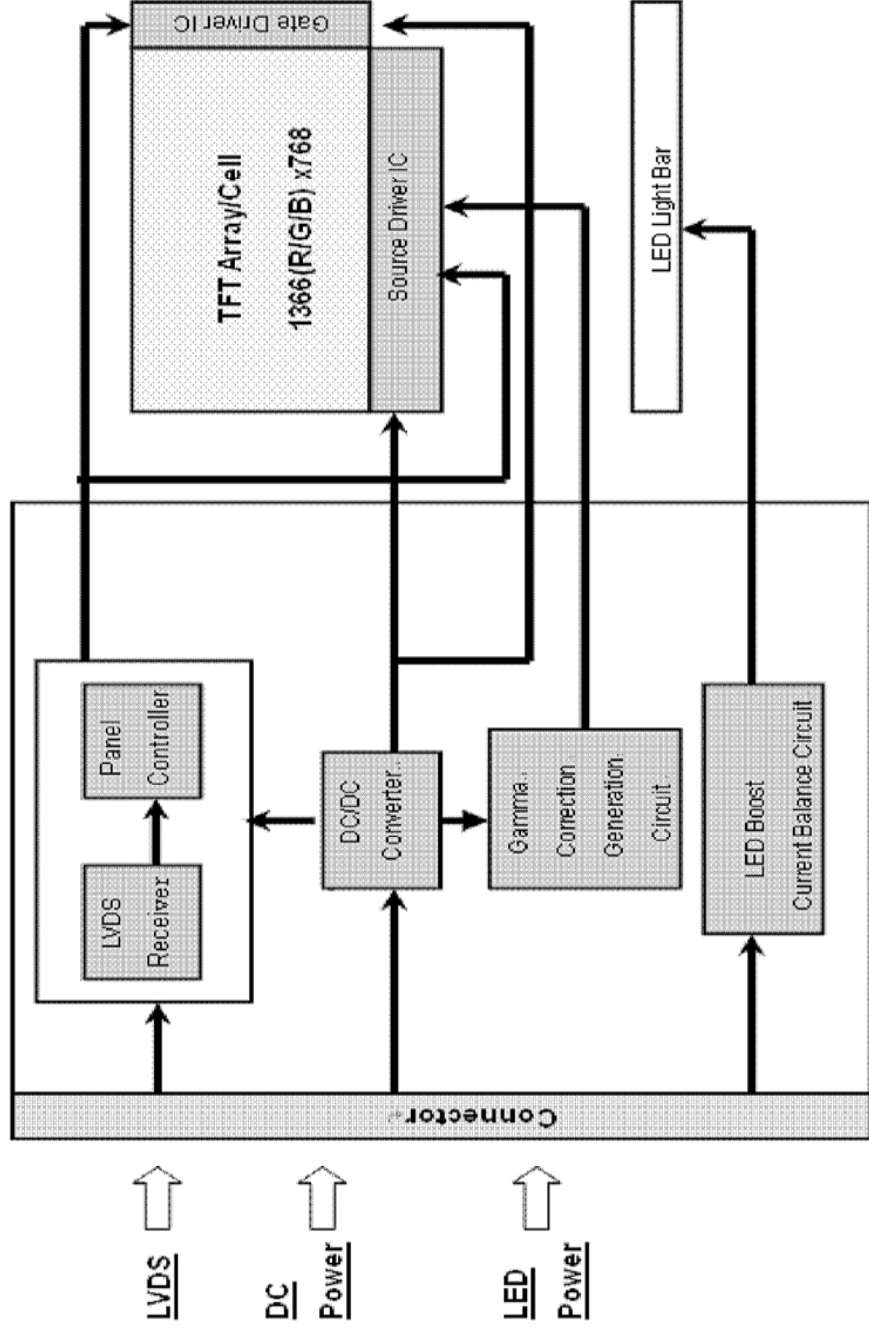 LVDS
DC
Power
LED
Power
Connector
LVDS
Receiver
Panel
Controller
DC/DC
Converter..
Gamma..
Correction
Generation.
Circuit .
LED Boost
Current Balance Circuit .
Gate Driver IC
TFT Array/Cell
1366(R/G/B) x768
Source Driver IC
LED Light Bar